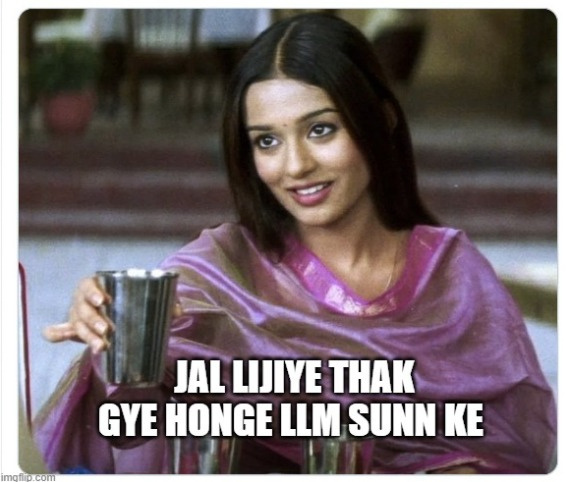 JAL LIJIYE THAK
GYE HONGE LLM SUNN KE
imgflip.com